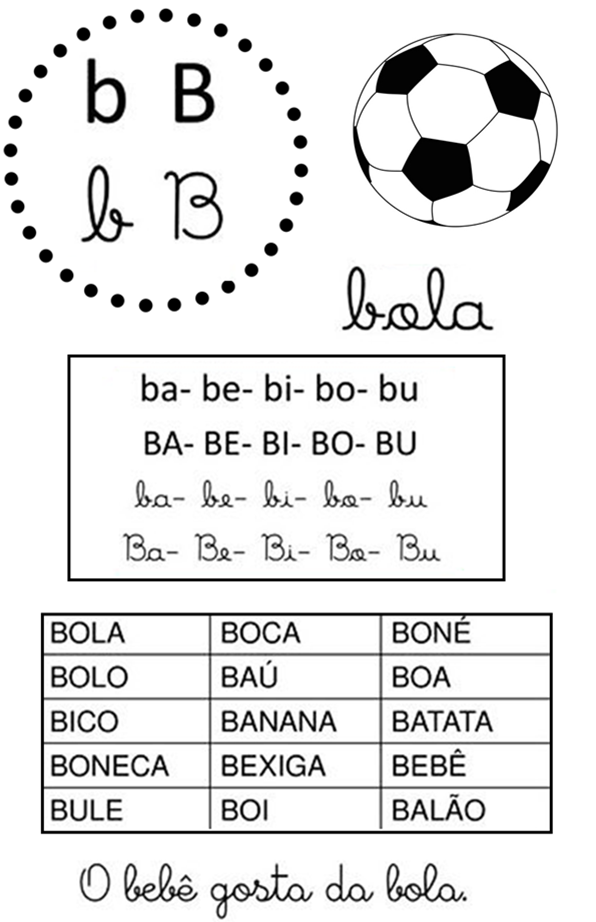 b B
b B
bola
ba- be- bi- bo- bu
BA- BE- BI- BO- BU
ba- be- bi- bo- bu
Ba- Be- Bi- Bo- Bu
BOLA BOCA BONÉ
BOLO BAÚ BOA
BICO BANANA BATATA
BONECA BEXIGA BEBÊ
BULE BOI BALÃO
O bebê gosta da bola.